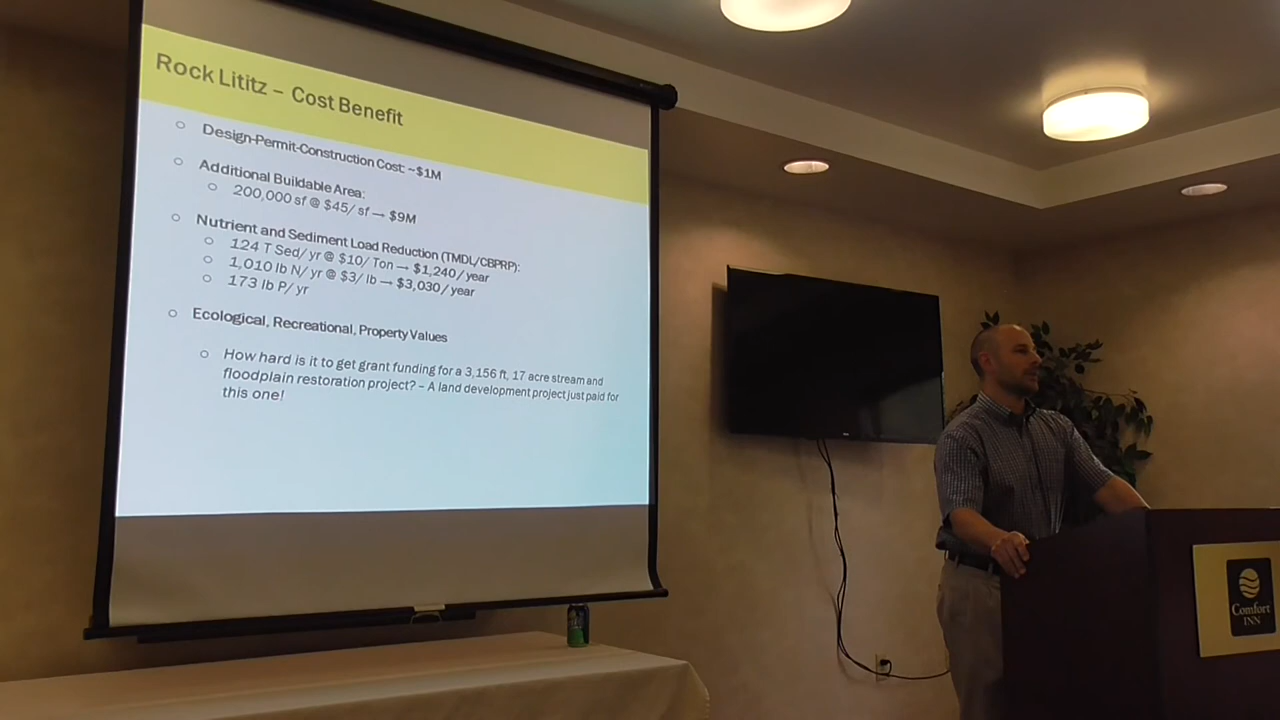 Rock Lititz – Cost Benefit
Design-Permit-Construction Cost: ~$1M
Additional Buildable Area:
200,000 sf @ $45/ sf → $9M
Nutrient and Sediment Load Reduction (TMDL/CBPRP):
124 T Sed/yr @ $10/ Ton → $1,240/year
1,010 lb N/yr @ $3/ lb → $3,030/year
173 lb P/yr
Ecological, Recreational, Property Values
How hard is it to get grant funding for a 3,156 ft, 17 acre stream and
floodplain restoration project? – A land development project just paid for
this one!
Comfort
INN